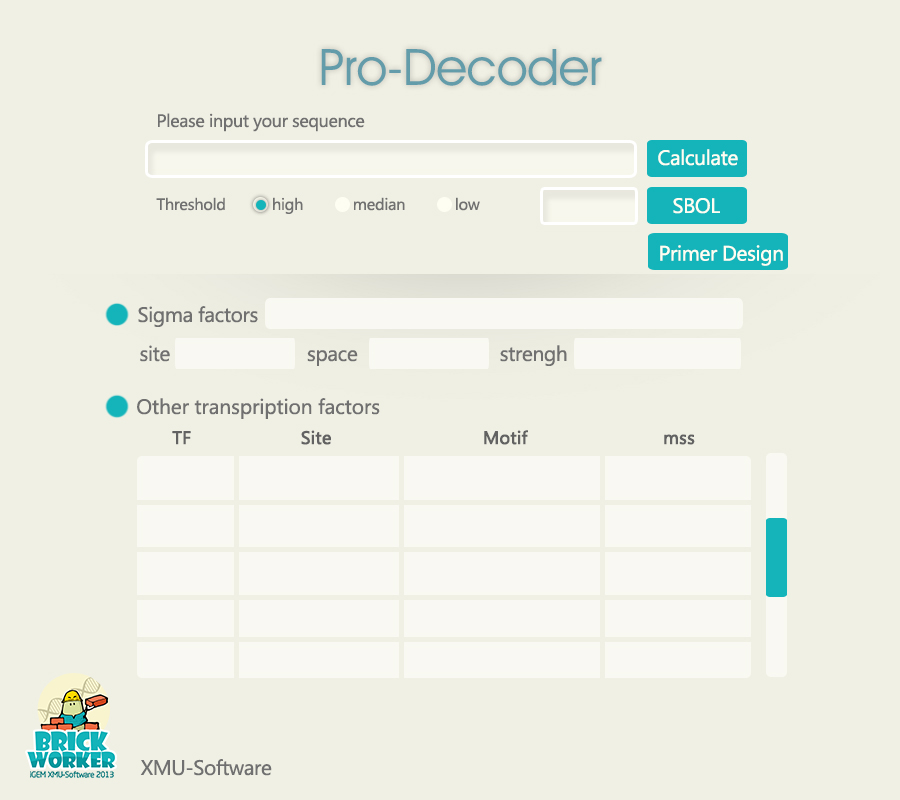 Pro-Decoder
Please input your sequence
Calculate
Threshold high median low
SBOL
Primer Design
Sigma factors
site space strengh
Other transpription factors
TF Site Motif mss
BRICK
WORKER
iGEM XMU-Software 2013
XMU-Software